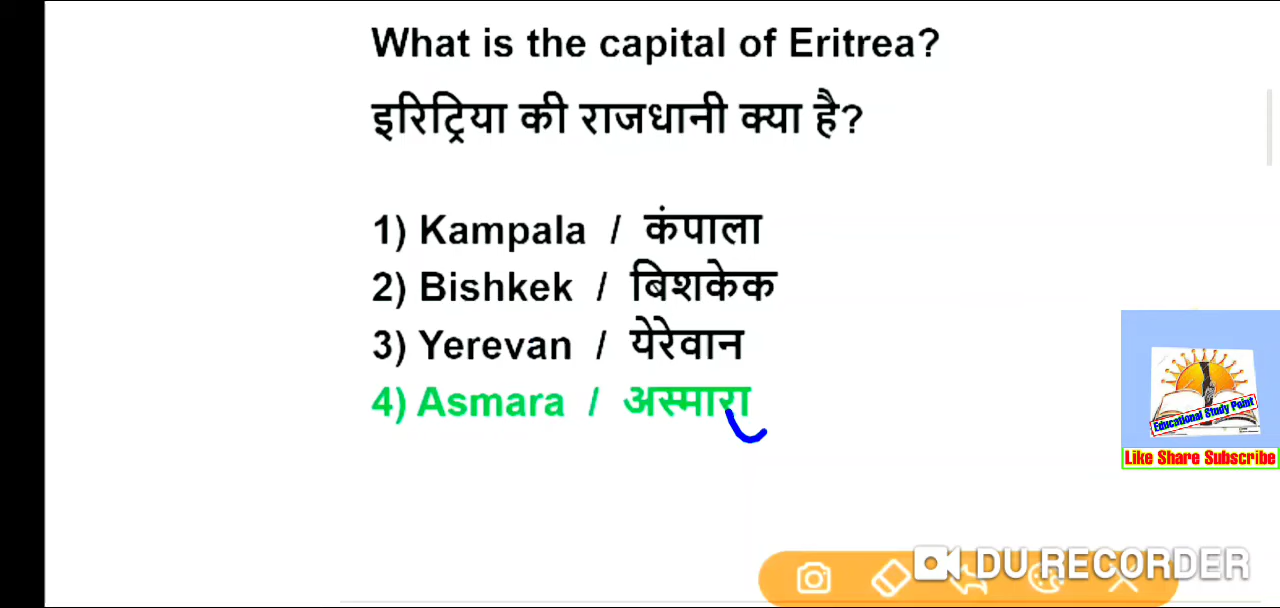 What is the capital of Eritrea?
इरिट्रिया की राजधानी क्या है?
1) Kampala / कंपाला
2) Bishkek / बिशकेक
3) Yerevan / येरेवान
4) Asmara / अस्मारा
Educational Study Point
Like Share Subscribe
DU RECORDER